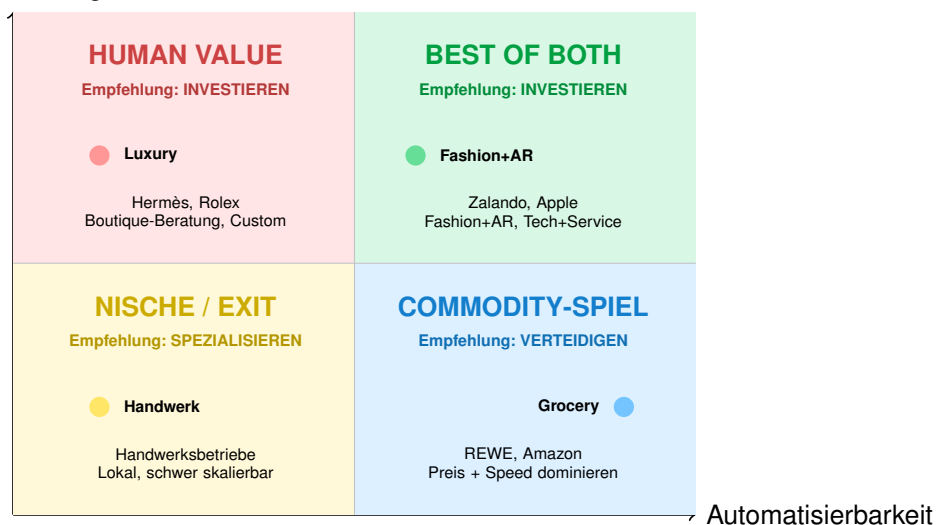 HUMAN VALUE
Empfehlung: INVESTIEREN
Luxury
Hermès, Rolex
Boutique-Beratung, Custom
BEST OF BOTH
Empfehlung: INVESTIEREN
Fashion+AR
Zalando, Apple
Fashion+AR, Tech+Service
NISCHE / EXIT
Empfehlung: SPEZIALISIEREN
Handwerk
Handwerksbetriebe
Lokal, schwer skalierbar
COMMODITY-SPIEL
Empfehlung: VERTEIDIGEN
Grocery
REWE, Amazon
Preis + Speed dominieren
Automatisierbarkeit